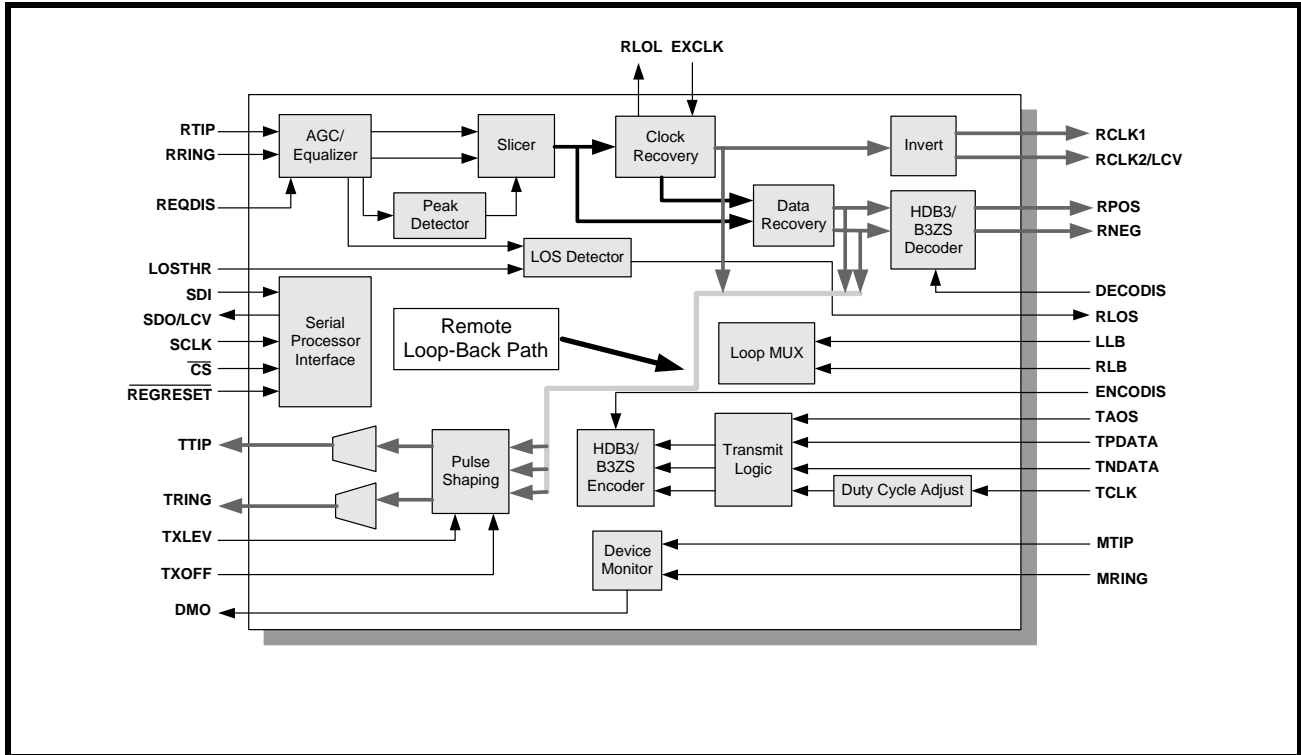 RLOL EXCLK
RTIP
RRING
REQDIS
LOSTHR
SDI
SDO/LCV
SCLK
CS
REGRESET
TTIP
TRING
TXLEV
TXOFF
DMO
AGC/
Equalizer
Slicer
Peak
Detector
LOS Detector
Clock
Recovery
Data
Recovery
Invert
HDB3/
B3ZS
Decoder
Serial
Processor
Interface
Remote
Loop-Back Path
Loop MUX
Pulse
Shaping
HDB3/
B3ZS
Encoder
Transmit
Logic
Duty Cycle Adjust
Device
Monitor
RCLK1
RCLK2/LCV
RPOS
RNEG
DECODIS
RLOS
LLB
RLB
ENCODIS
TAOS
TPDATA
TNDATA
TCLK
MTIP
MRING